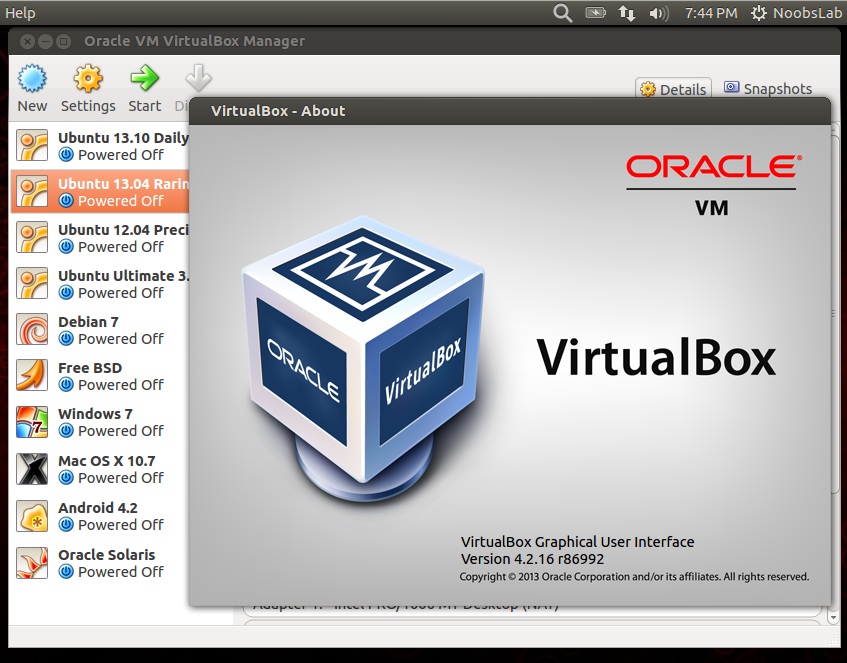 Help
7:44 PM
NoobsLab
Oracle VM VirtualBox Manager
New
Settings
Start
Di
Details
Snapshots
Ubuntu 13.10 Daily
Powered Off
Ubuntu 13.04 Rarin
Powered Off
Ubuntu 12.04 Preci
Powered Off
Ubuntu Ultimate 3.
Powered Off
Debian 7
Powered Off
Free BSD
Powered Off
Windows 7
Powered Off
Mac OS X 10.7
Powered Off
Android 4.2
Powered Off
Oracle Solaris
Powered Off
VirtualBox - About
ORACLE®
VM
VM
ORACLE
VirtualBox
VirtualBox
VirtualBox Graphical User Interface
Version 4.2.16 r86992
Copyright © 2013 Oracle Corporation and/or its affiliates. All rights reserved.
Adapter 1: Intel PRO/1000 MT Desktop (NAT)